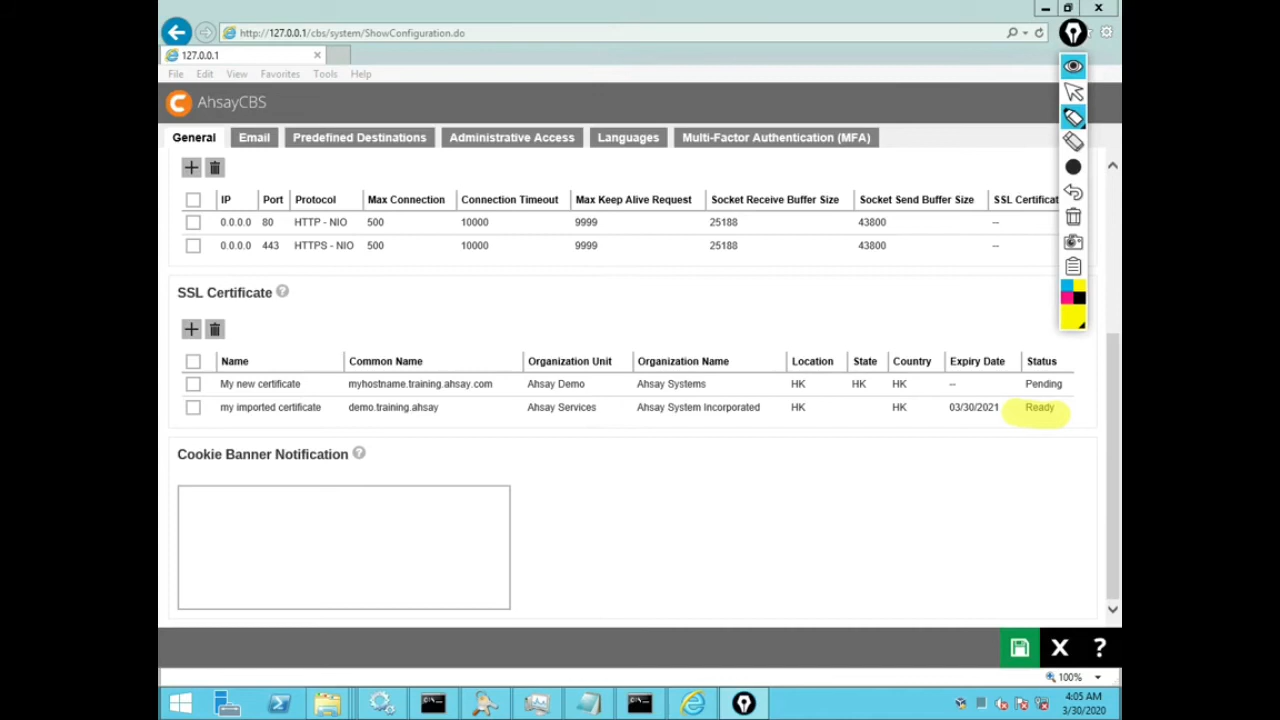 http://127.0.0.1/cbs/system/ShowConfiguration.do
127.0.0.1
File Edit View Favorites Tools Help
AhsayCBS
General Email Predefined Destinations Administrative Access Languages Multi-Factor Authentication (MFA)
IP Port Protocol Max Connection Connection Timeout Max Keep Alive Request Socket Receive Buffer Size Socket Send Buffer Size SSL Certificat
0.0.0.0 80 HTTP - NIO 500 10000 9999 25188 43800 --
0.0.0.0 443 HTTPS - NIO 500 10000 9999 25188 43800 --
SSL Certificate ?
Name Common Name Organization Unit Organization Name Location State Country Expiry Date Status
My new certificate myhostname.training.ahsay.com Ahsay Demo Ahsay Systems HK HK HK -- Pending
my imported certificate demo.training.ahsay Ahsay Services Ahsay System Incorporated HK HK 03/30/2021 Ready
Cookie Banner Notification ?
X ?
100%
4:05 AM
3/30/2020